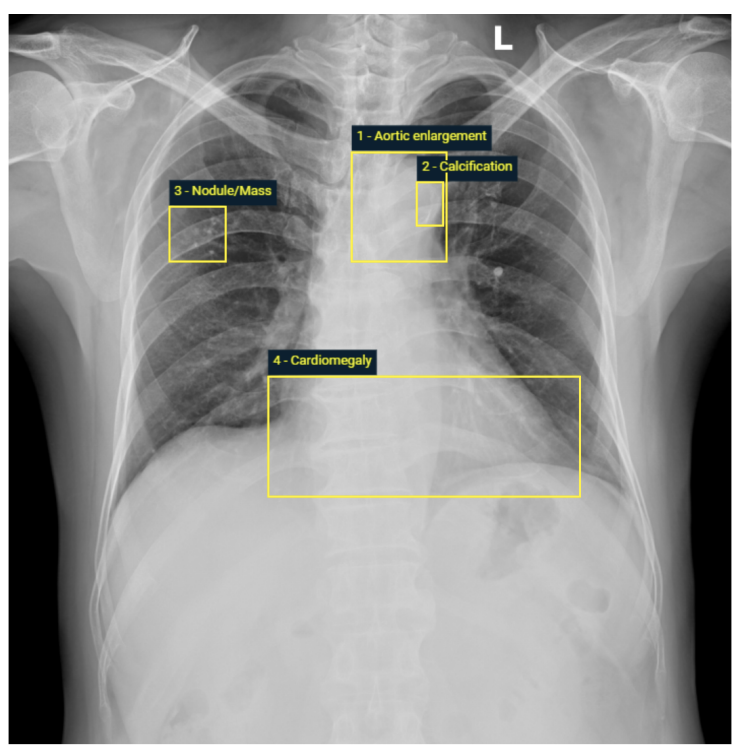 L
1 - Aortic enlargement
2 - Calcification
3 - Nodule/Mass
4 - Cardiomegaly